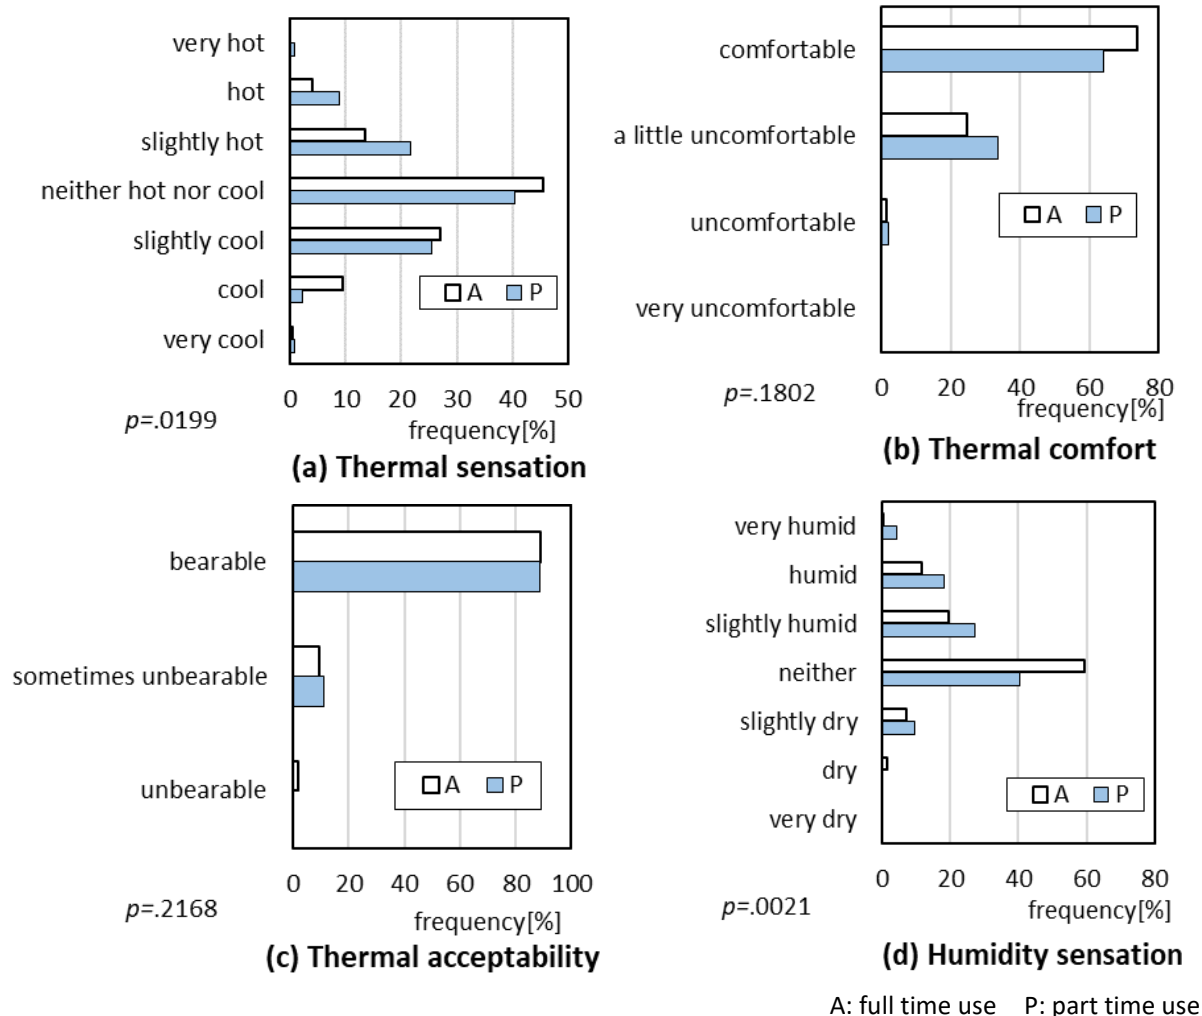 very hot
hot
slightly hot
neither hot nor cool
slightly cool
cool
very cool
A P
0 10 20 30 40 50
p=.0199
frequency[%]
(a) Thermal sensation
comfortable
a little uncomfortable
uncomfortable
very uncomfortable
A P
0 20 40 60 80
p=.1802
frequency[%]
(b) Thermal comfort
bearable
sometimes unbearable
unbearable
A P
0 20 40 60 80 100
p=.2168
frequency[%]
(c) Thermal acceptability
very humid
humid
slightly humid
neither
slightly dry
dry
very dry
A P
0 20 40 60 80
p=.0021
frequency[%]
(d) Humidity sensation
A: full time use P: part time use